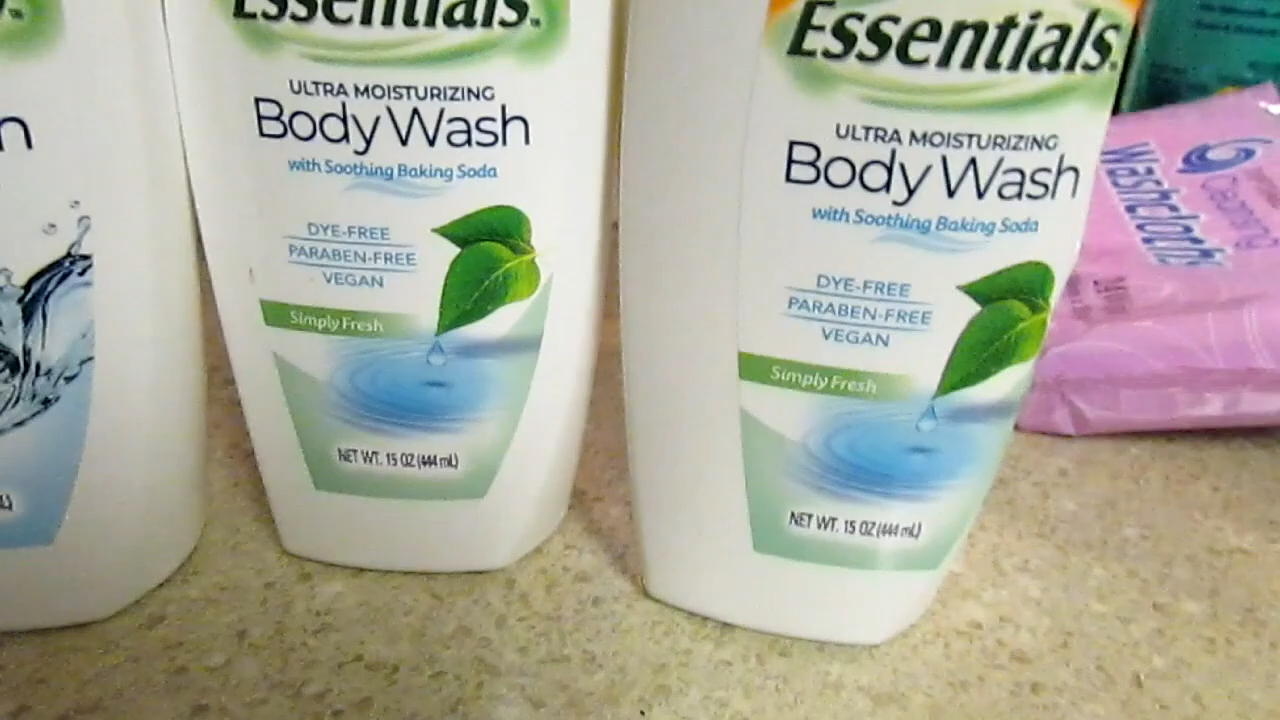 n
Essentials
ULTRA MOISTURIZING
Body Wash
with Soothing Baking Soda
DYE-FREE
PARABEN-FREE
VEGAN
Simply Fresh
NET WT. 15 OZ (444 mL)
Essentials
ULTRA MOISTURIZING
Body Wash
with Soothing Baking Soda
DYE-FREE
PARABEN-FREE
VEGAN
Simply Fresh
NET WT. 15 OZ (444 mL)
Cleansing
Washcloths